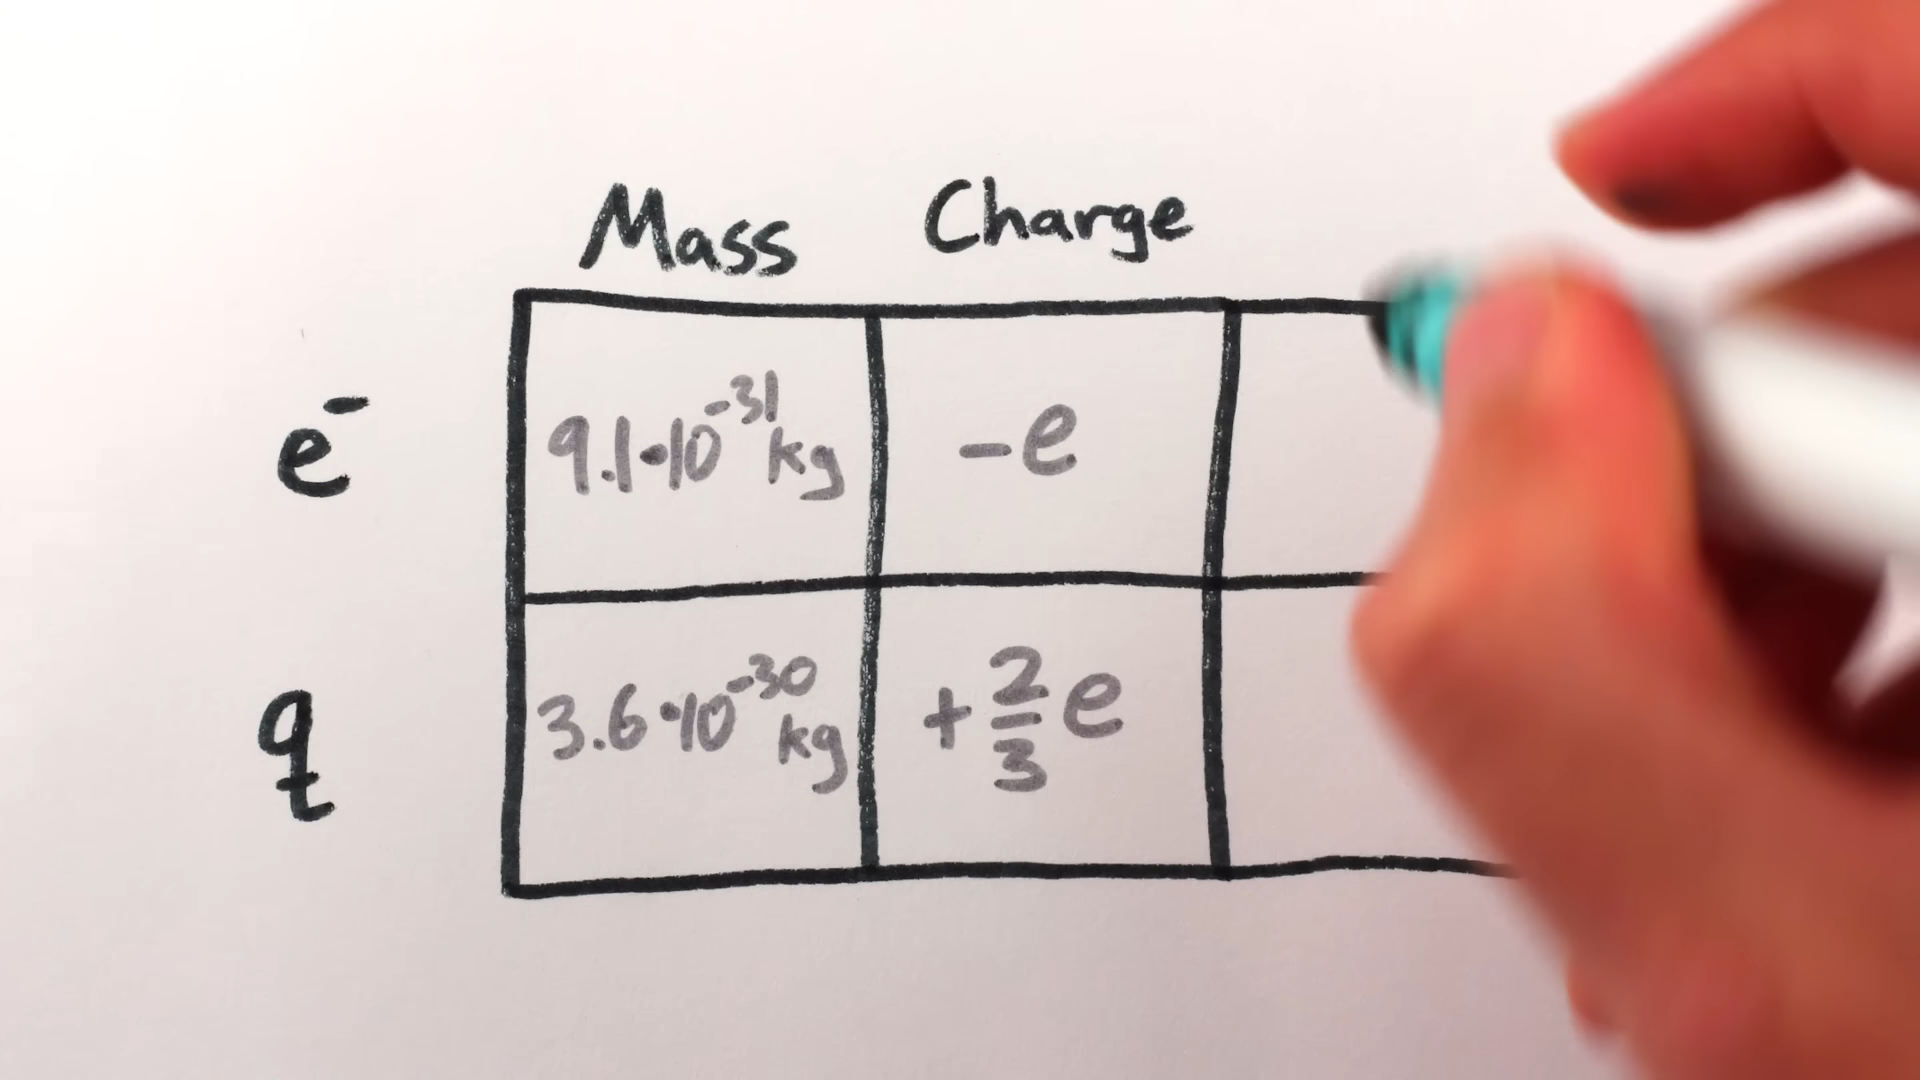 Mass Charge
e⁻ 9.1·10⁻³¹ kg -e
q 3.6·10⁻³⁰ kg +2/3 e